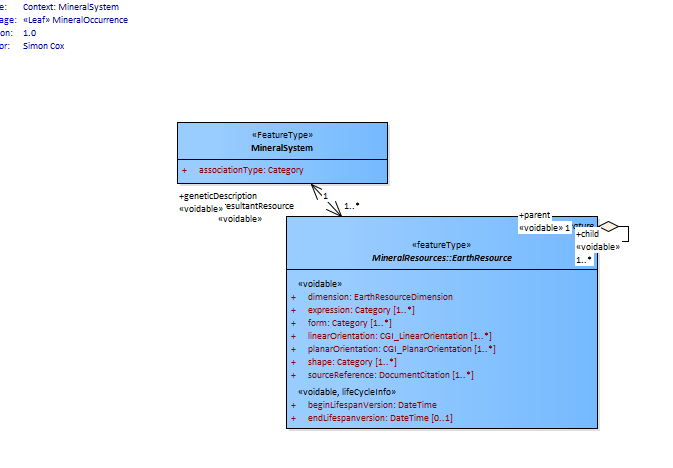 e: Context: MineralSystem
age: «Leaf» MineralOccurrence
on: 1.0
or: Simon Cox
«FeatureType»
MineralSystem
+ associationType: Category
+geneticDescription
«voidable» esultantResource
«voidable»
1
1..*
+parent
«voidable» 1
+child
«voidable»
1..*
«featureType»
MineralResources::EarthResource
«voidable»
+ dimension: EarthResourceDimension
+ expression: Category [1..*]
+ form: Category [1..*]
+ linearOrientation: CGI_LinearOrientation [1..*]
+ planarOrientation: CGI_PlanarOrientation [1..*]
+ shape: Category [1..*]
+ sourceReference: DocumentCitation [1..*]
«voidable, lifeCycleInfo»
+ beginLifespanVersion: DateTime
+ endLifespanversion: DateTime [0..1]